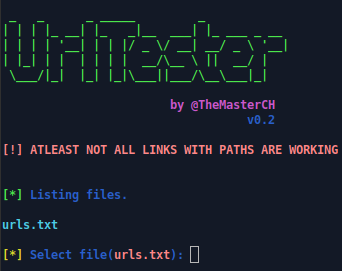 UrlTester
by @TheMasterCH
v0.2
[!] ATLEAST NOT ALL LINKS WITH PATHS ARE WORKING
[*] Listing files.
urls.txt
[*] Select file(urls.txt):